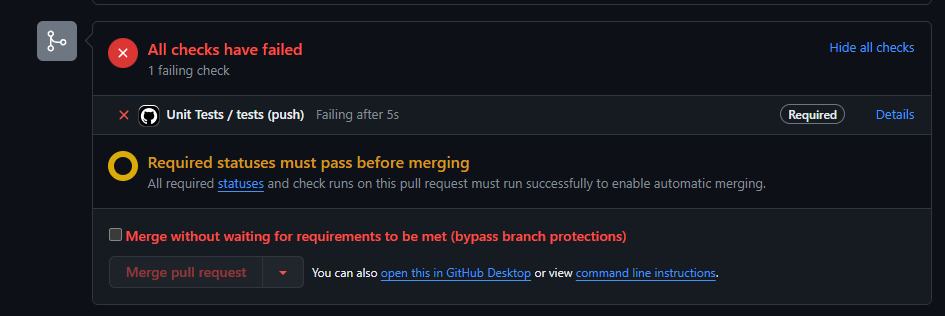 All checks have failed
Hide all checks
1 failing check
Unit Tests / tests (push) Failing after 5s Required Details
Required statuses must pass before merging
All required statuses and check runs on this pull request must run successfully to enable automatic merging.
Merge without waiting for requirements to be met (bypass branch protections)
Merge pull request You can also open this in GitHub Desktop or view command line instructions.